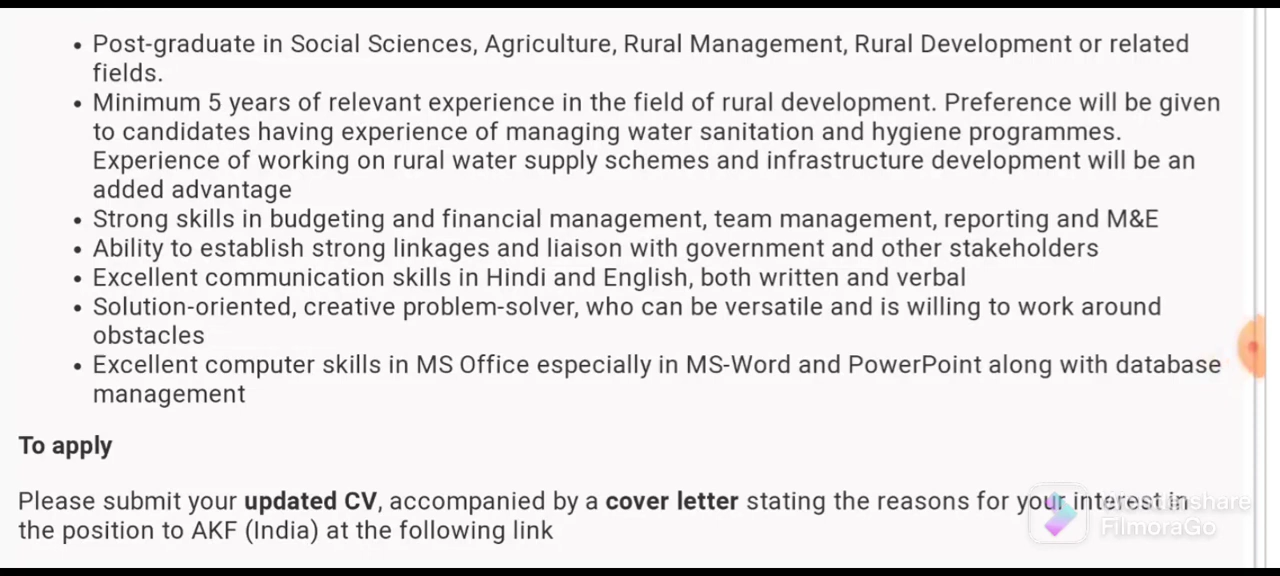 • Post-graduate in Social Sciences, Agriculture, Rural Management, Rural Development or related
fields.
• Minimum 5 years of relevant experience in the field of rural development. Preference will be given
to candidates having experience of managing water sanitation and hygiene programmes.
Experience of working on rural water supply schemes and infrastructure development will be an
added advantage
• Strong skills in budgeting and financial management, team management, reporting and M&E
• Ability to establish strong linkages and liaison with government and other stakeholders
• Excellent communication skills in Hindi and English, both written and verbal
• Solution-oriented, creative problem-solver, who can be versatile and is willing to work around
obstacles
• Excellent computer skills in MS Office especially in MS-Word and PowerPoint along with database
management
To apply
Please submit your updated CV, accompanied by a cover letter stating the reasons for your interest in
the position to AKF (India) at the following link
Wondershare
FilmoraGo